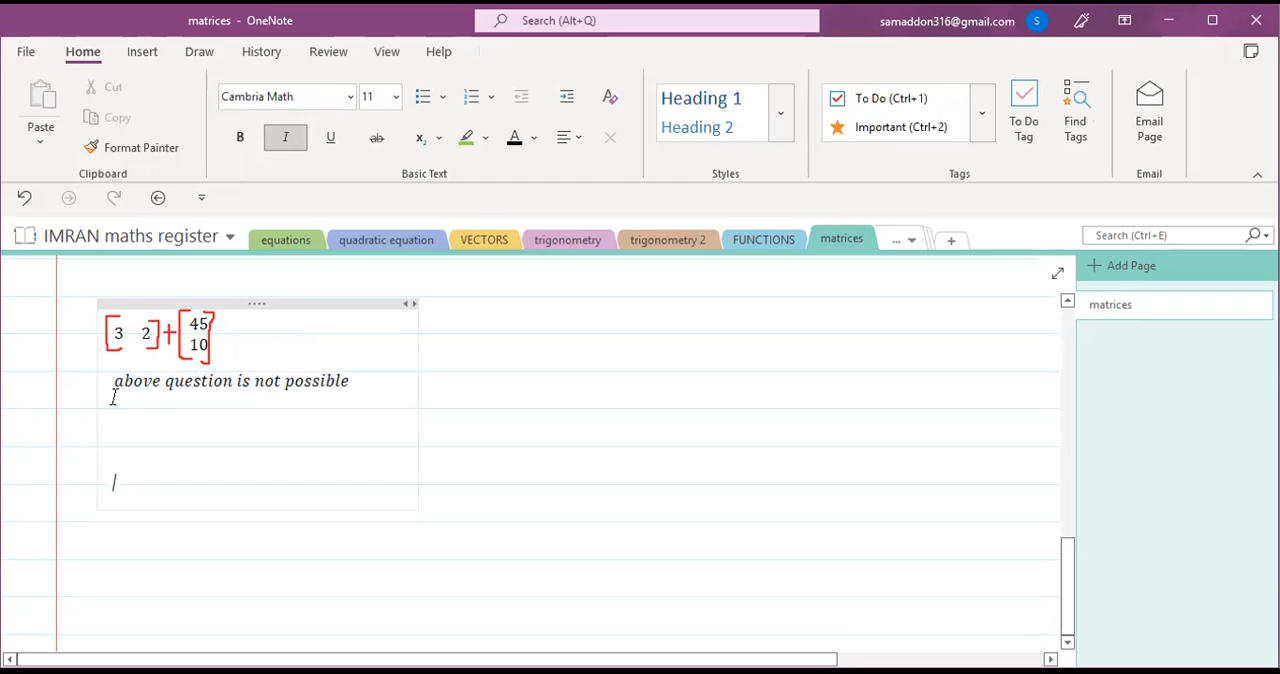 matrices - OneNote
Search (Alt+Q)
samaddon316@gmail.com
S
File Home Insert Draw History Review View Help
Paste
Cut
Copy
Format Painter
Clipboard
Cambria Math 11
B I U ab x₂ A
Basic Text
Heading 1
Heading 2
Styles
To Do (Ctrl+1)
Important (Ctrl+2)
Tags
To Do Tag
Find Tags
Email Page
Email
IMRAN maths register
equations quadratic equation VECTORS trigonometry trigonometry 2 FUNCTIONS matrices ... +
Search (Ctrl+E)
+ Add Page
matrices
[3 2]+[45
10]
above question is not possible